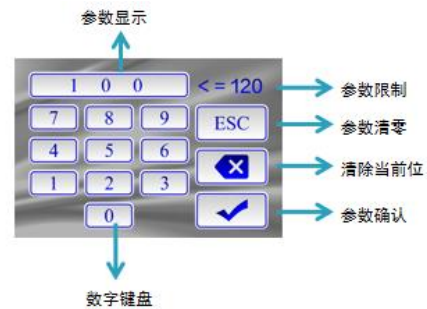 参数显示
1 0 0
<=120
参数限制
7 8 9
ESC
参数清零
4 5 6
清除当前位
1 2 3
0
参数确认
数字键盘